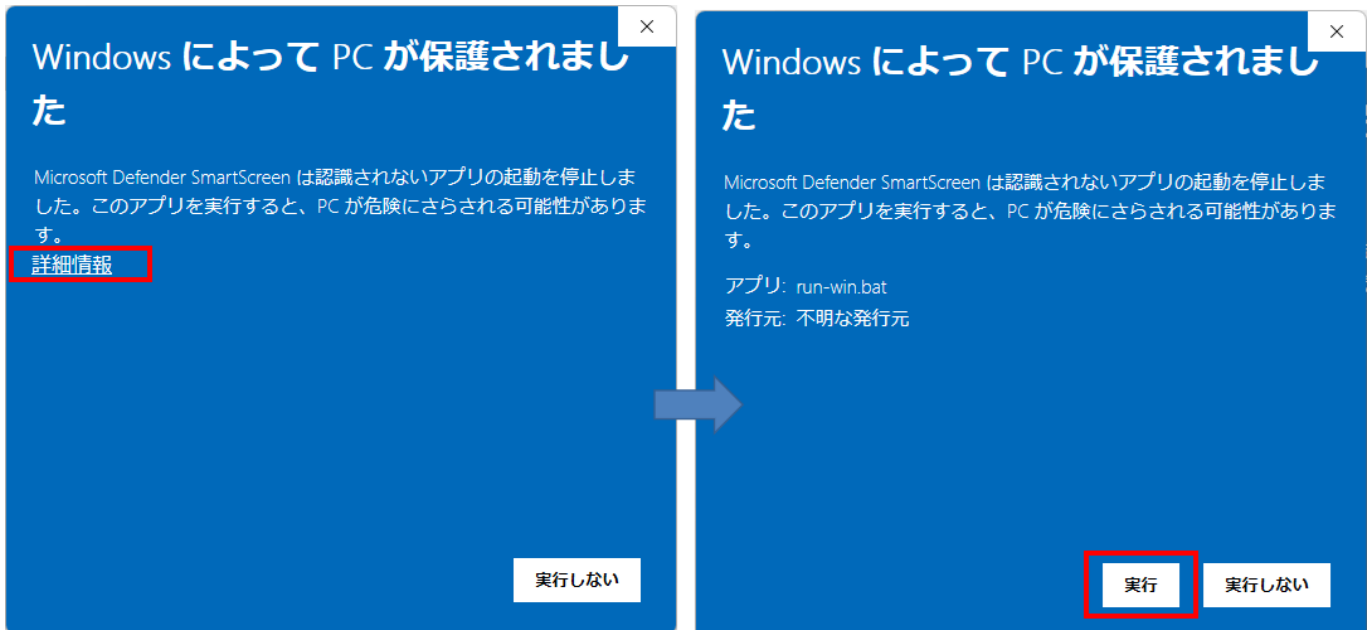 Windows によって PC が保護されまし
た
Microsoft Defender SmartScreen は認識されないアプリの起動を停止しま
した。このアプリを実行すると、PC が危険にさらされる可能性がありま
す。
詳細情報
実行しない
Windows によって PC が保護されまし
た
Microsoft Defender SmartScreen は認識されないアプリの起動を停止しま
した。このアプリを実行すると、PC が危険にさらされる可能性がありま
す。
アプリ: run-win.bat
発行元: 不明な発行元
実行 実行しない